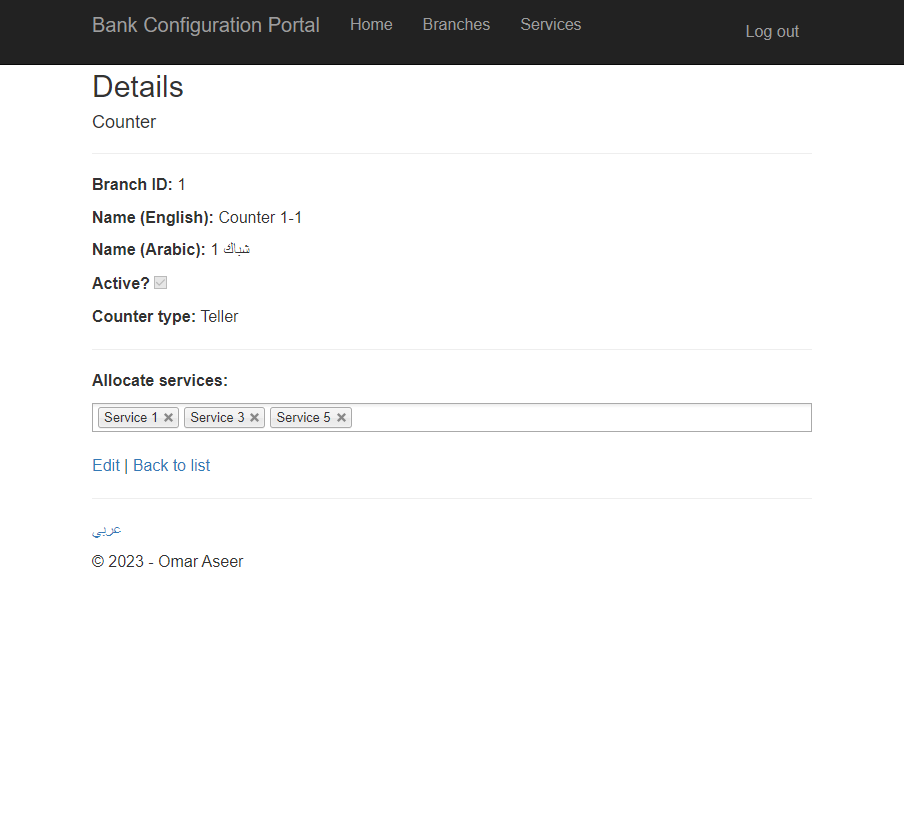 Bank Configuration Portal Home Branches Services Log out
Details
Counter
Branch ID: 1
Name (English): Counter 1-1
Name (Arabic): شباك 1
Active?
Counter type: Teller
Allocate services:
Service 1 × Service 3 × Service 5 ×
Edit | Back to list
عربي
© 2023 - Omar Aseer